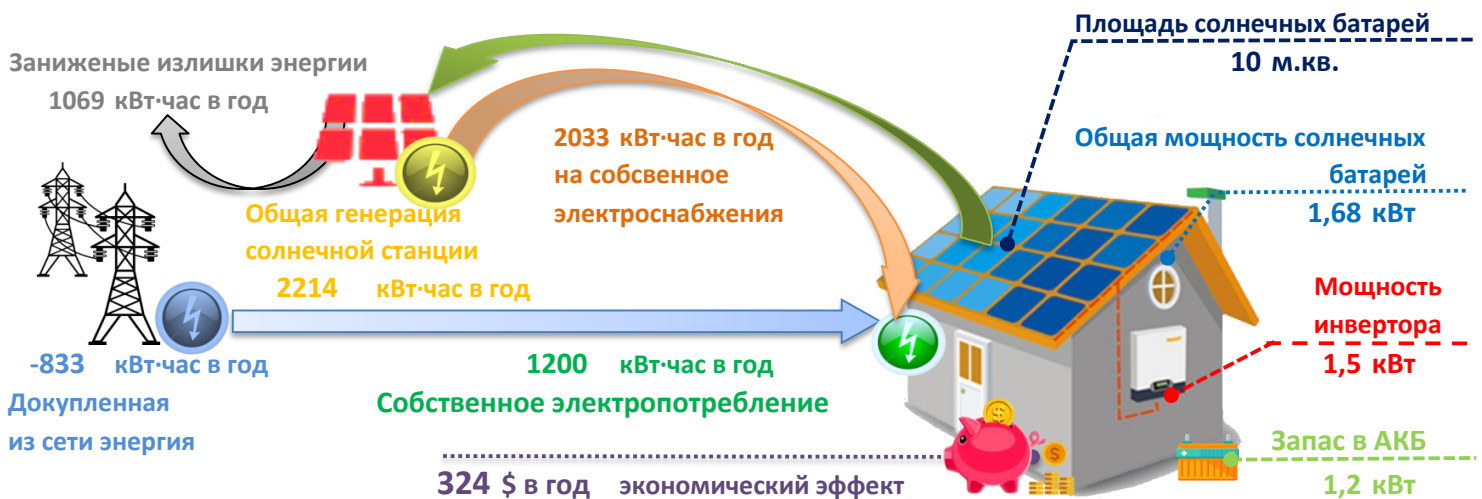 Заниженые излишки энергии
1069 кВт·час в год
2033 кВт·час в год
на собсвенное
электроснабжения
Общая генерация
солнечной станции
2214 кВт·час в год
-833 кВт·час в год
Докупленная
из сети энергия
1200 кВт·час в год
Собственное электропотребление
324 $ в год экономический эффект
Площадь солнечных батарей
10 м.кв.
Общая мощность солнечных
батарей
1,68 кВт
Мощность
инвертора
1,5 кВт
Запас в АКБ
1,2 кВт